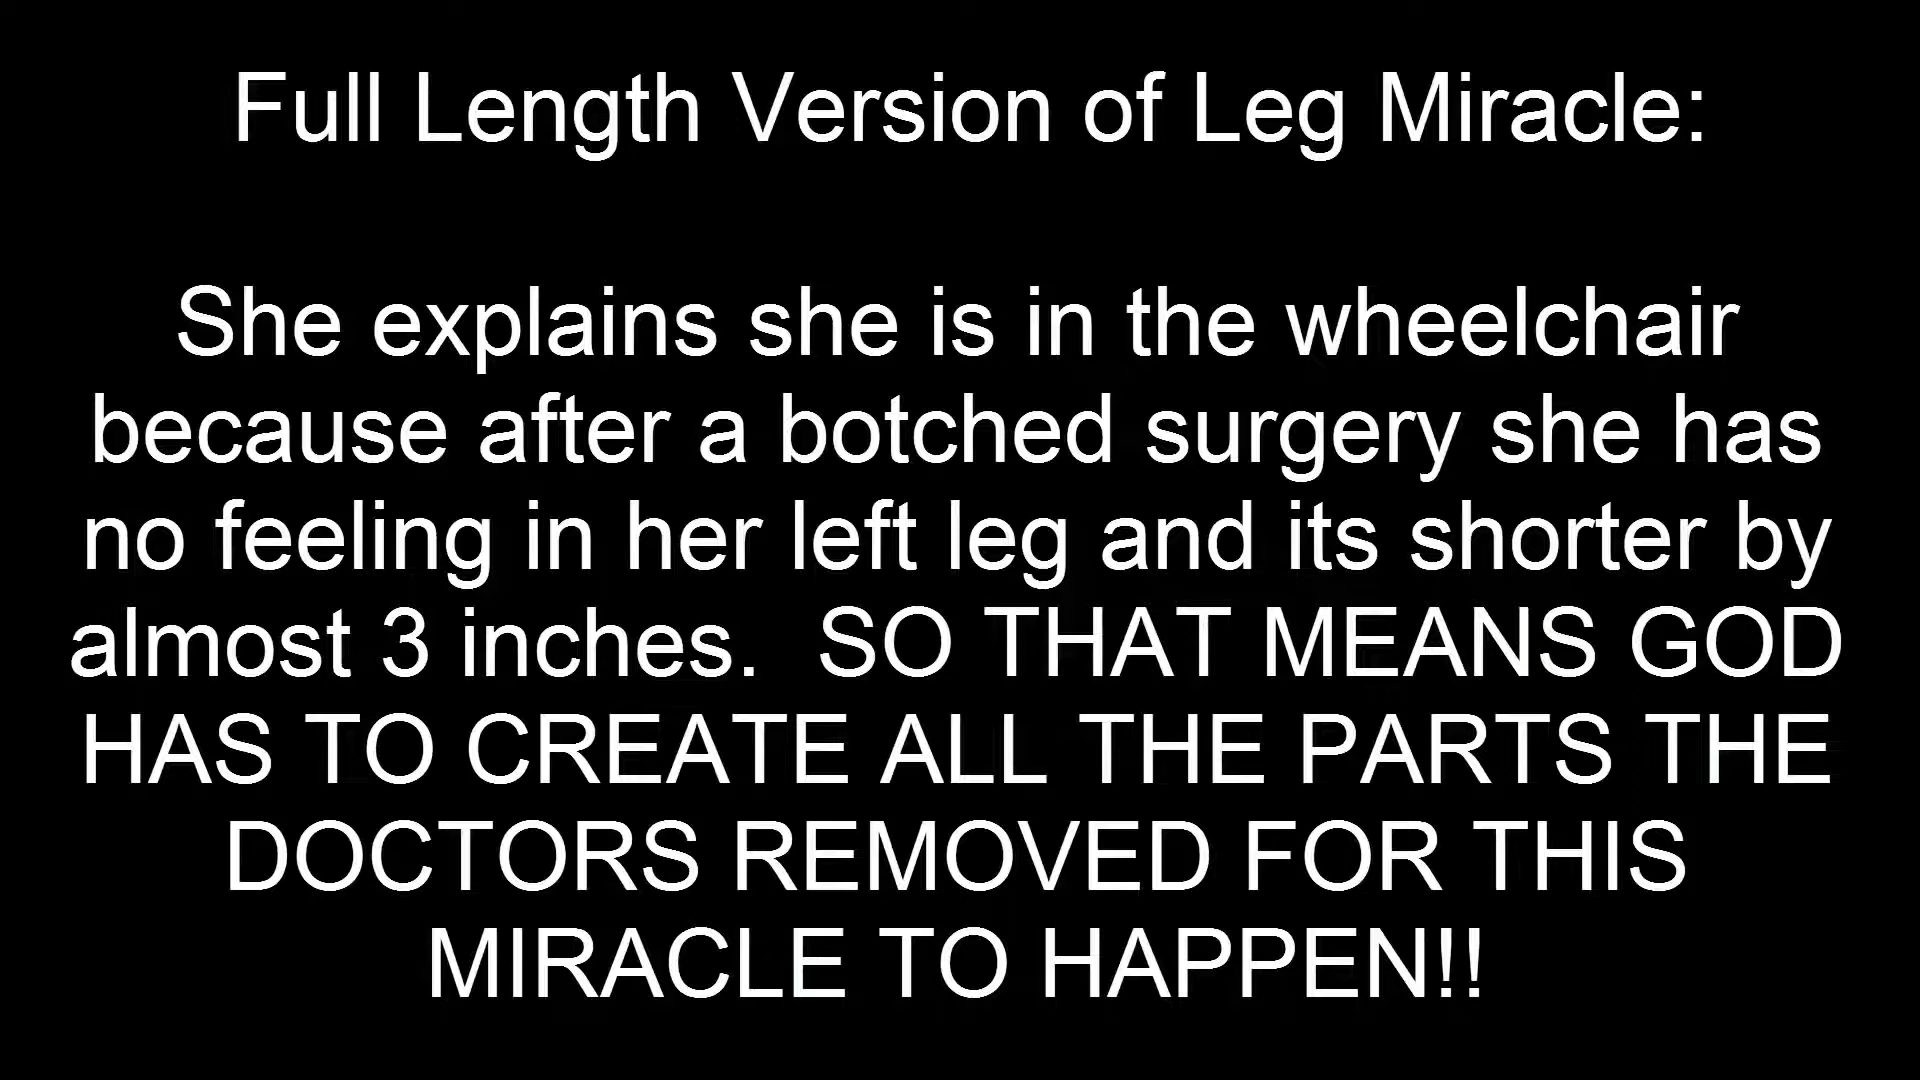 Full Length Version of Leg Miracle:
She explains she is in the wheelchair
because after a botched surgery she has
no feeling in her left leg and its shorter by
almost 3 inches.  SO THAT MEANS GOD
HAS TO CREATE ALL THE PARTS THE
DOCTORS REMOVED FOR THIS
MIRACLE TO HAPPEN!!